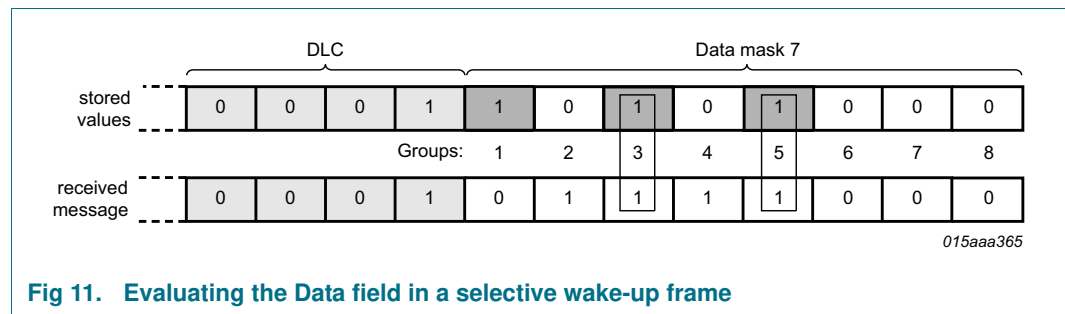 DLC Data mask 7
stored values 0 0 0 1 1 0 1 0 1 0 0 0
Groups: 1 2 3 4 5 6 7 8
received message 0 0 0 1 0 1 1 1 1 0 0 0
015aaa365
Fig 11. Evaluating the Data field in a selective wake-up frame